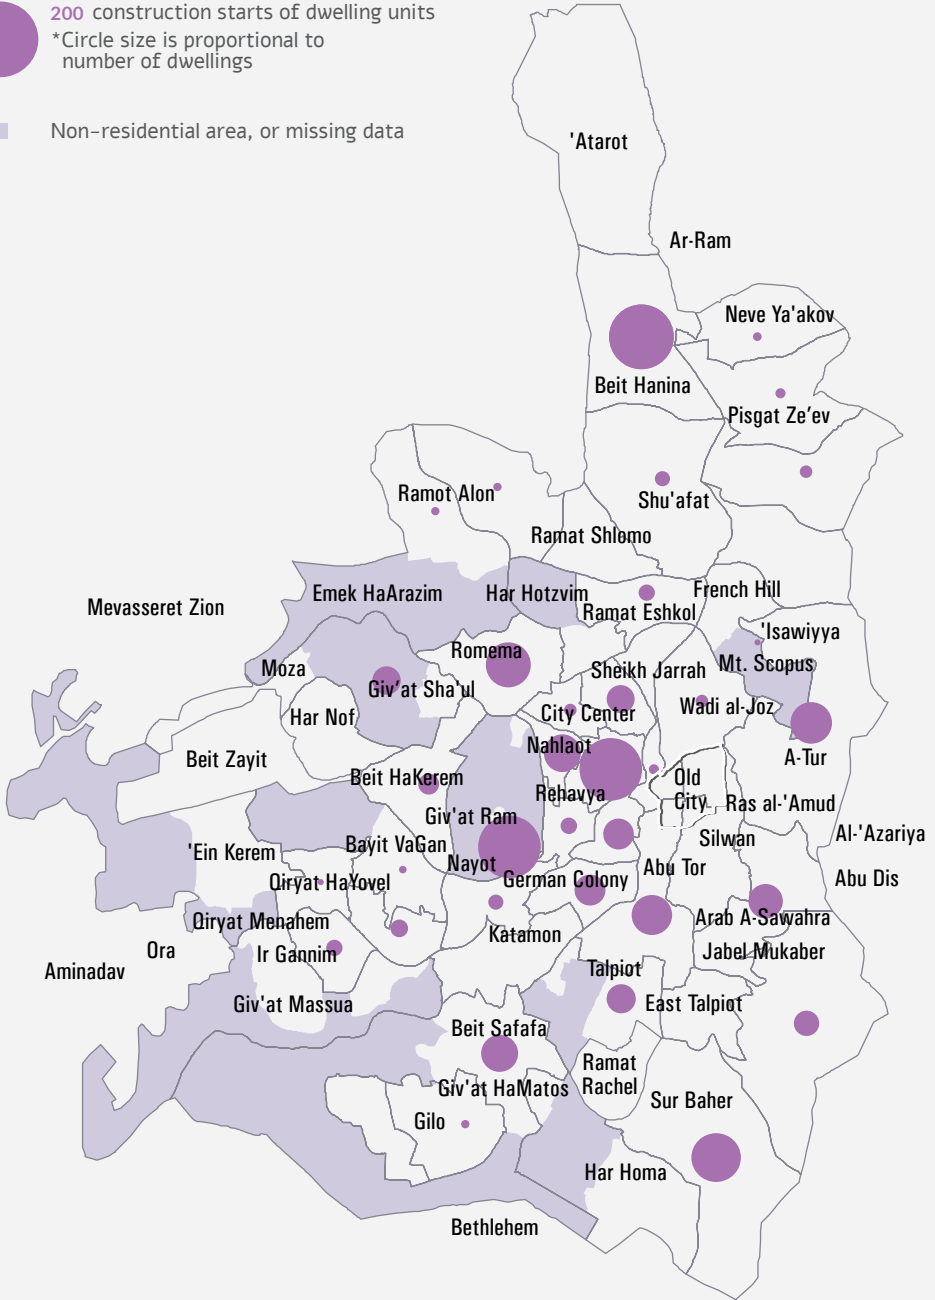 200 construction starts of dwelling units
*Circle size is proportional to
number of dwellings
Non-residential area, or missing data
'Atarot
Ar-Ram
Neve Ya'akov
Beit Hanina
Pisgat Ze'ev
Ramot Alon
Shu'afat
Ramat Shlomo
Emek HaArazim
Har Hotzvim
French Hill
Mevasseret Zion
Ramat Eshkol
'Isawiyya
Romema
Mt. Scopus
Moza
Sheikh Jarrah
Giv'at Sha'ul
Wadi al-Joz
Har Nof
City Center
Nahlaot
Beit Zayit
A-Tur
Beit HaKerem
Old
City
Rehavya
Ras al-'Amud
Giv'at Ram
Al-'Azariya
Silwan
Bayit VaGan
'Ein Kerem
Nayot
Abu Tor
German Colony
Abu Dis
Qiryat HaYovel
Qiryat Menahem
Arab A-Sawahra
Katamon
Ora
Ir Gannim
Jabel Mukaber
Aminadav
Talpiot
Giv'at Massua
East Talpiot
Beit Safafa
Ramat
Rachel
Giv'at HaMatos
Sur Baher
Gilo
Har Homa
Bethlehem